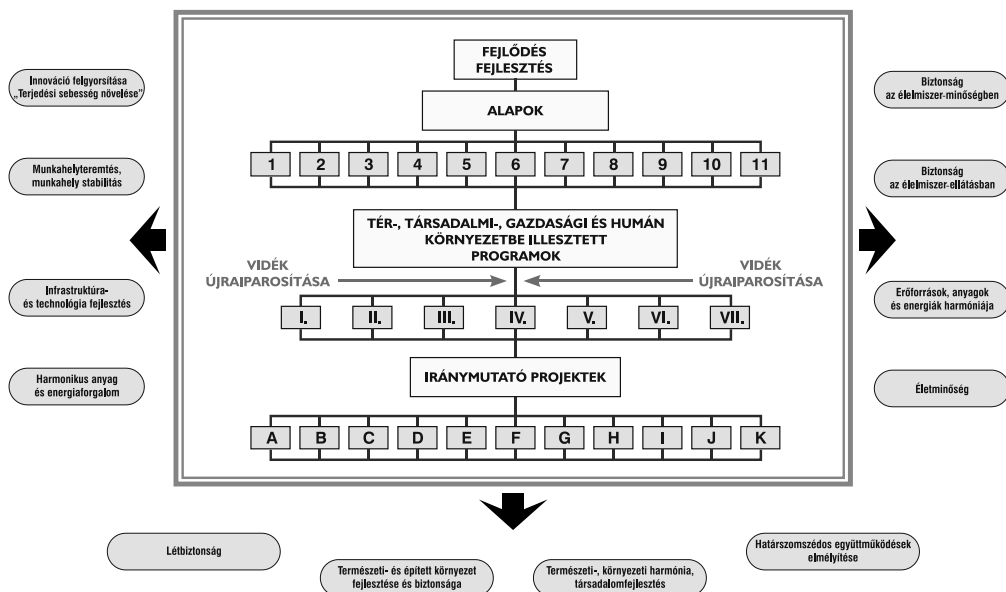 FEJLŐDÉS
FEJLESZTÉS
ALAPOK
1 2 3 4 5 6 7 8 9 10 11
TÉR-, TÁRSADALMI-, GAZDASÁGI ÉS HUMÁN
KÖRNYEZETBE ILLESZTETT
PROGRAMOK
VIDÉK
ÚJRAIPAROSÍTÁSA
VIDÉK
ÚJRAIPAROSÍTÁSA
I. II. III. IV. V. VI. VII.
IRÁNYMUTATÓ PROJEKTEK
A B C D E F G H I J K
Innováció felgyorsítása
„Terjedési sebesség növelése”
Munkahelyteremtés,
munkahely stabilitás
Infrastruktúra-
és technológia fejlesztés
Harmonikus anyag
és energiaforgalom
Biztonság
az élelmiszer-minőségben
Biztonság
az élelmiszer-ellátásban
Erőforrások, anyagok
és energiák harmóniája
Életminőség
Létbiztonság
Természeti- és épített környezet
fejlesztése és biztonsága
Természeti-, környezeti harmónia,
társadalomfejlesztés
Határszomszédos együttműködések
elmélyítése